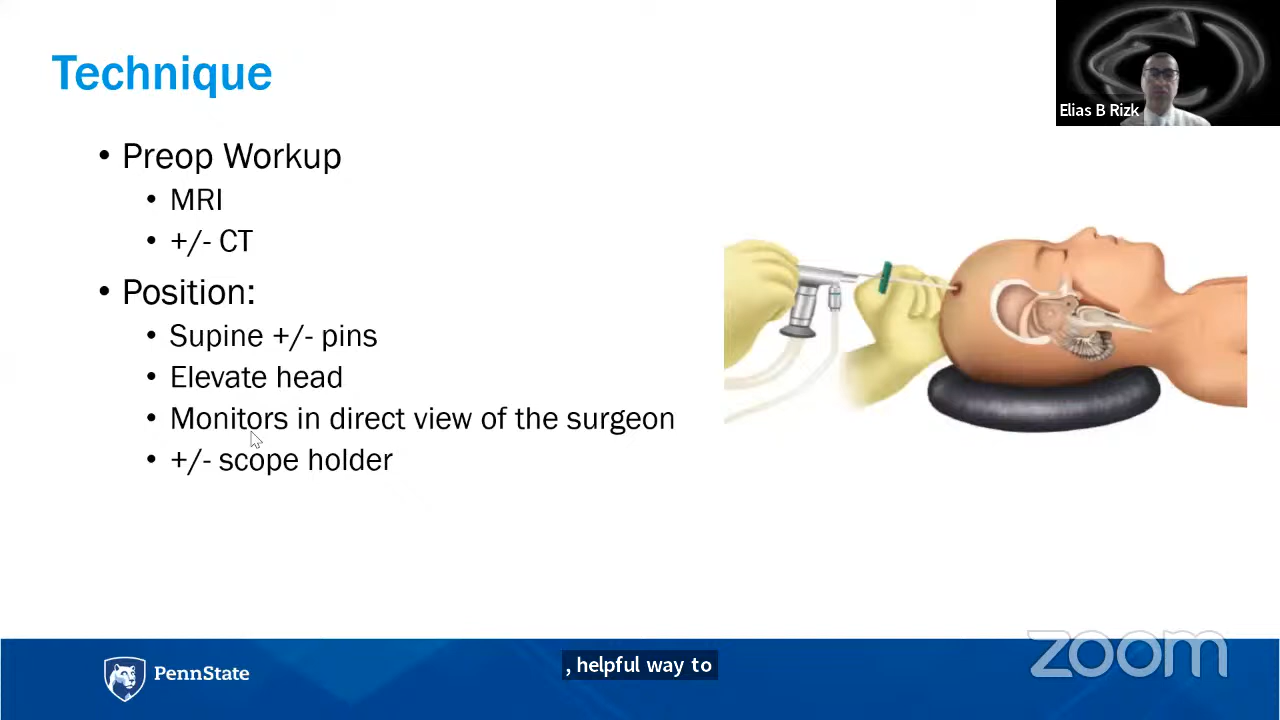 Technique
Elias B Rizk
• Preop Workup
• MRI
• +/- CT
• Position:
• Supine +/- pins
• Elevate head
• Monitors in direct view of the surgeon
• +/- scope holder
PennState
, helpful way to
zoom